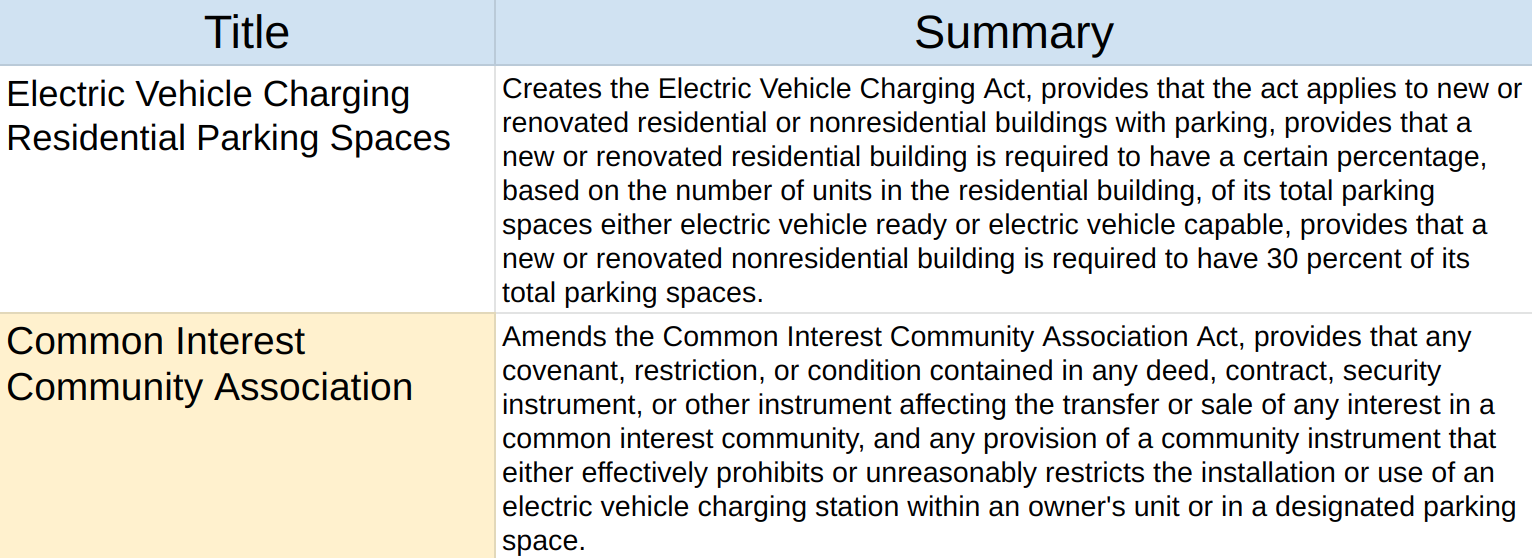 Title
Summary
Electric Vehicle Charging
Residential Parking Spaces
Creates the Electric Vehicle Charging Act, provides that the act applies to new or
renovated residential or nonresidential buildings with parking, provides that a
new or renovated residential building is required to have a certain percentage,
based on the number of units in the residential building, of its total parking
spaces either electric vehicle ready or electric vehicle capable, provides that a
new or renovated nonresidential building is required to have 30 percent of its
total parking spaces.
Common Interest
Community Association
Amends the Common Interest Community Association Act, provides that any
covenant, restriction, or condition contained in any deed, contract, security
instrument, or other instrument affecting the transfer or sale of any interest in a
common interest community, and any provision of a community instrument that
either effectively prohibits or unreasonably restricts the installation or use of an
electric vehicle charging station within an owner's unit or in a designated parking
space.